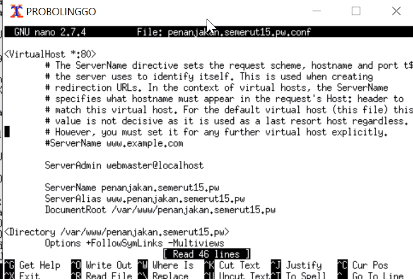 PROBOLINGGO
GNU nano 2.7.4 File: penanjakan.semerut15.pw.conf
<VirtualHost *:80>
# The ServerName directive sets the request scheme, hostname and port t$
# the server uses to identify itself. This is used when creating
# redirection URLs. In the context of virtual hosts, the ServerName
# specifies what hostname must appear in the request's Host: header to
# match this virtual host. For the default virtual host (this file) this
# value is not decisive as it is used as a last resort host regardless.
# However, you must set it for any further virtual host explicitly.
#ServerName www.example.com
ServerAdmin webmaster@localhost
ServerName penanjakan.semerut15.pw
ServerAlias www.penanjakan.semerut15.pw
DocumentRoot /var/www/penanjakan.semerut15.pw
<Directory /var/www/penanjakan.semerut15.pw>
Options +FollowSymLinks -Multiviews
[ Read 46 lines ]
^G Get Help ^O Write Out ^W Where Is ^K Cut Text ^J Justify ^C Cur Pos
^X Exit ^R Read File ^\ Replace ^U Uncut Text ^T To Spell ^_ Go To Line